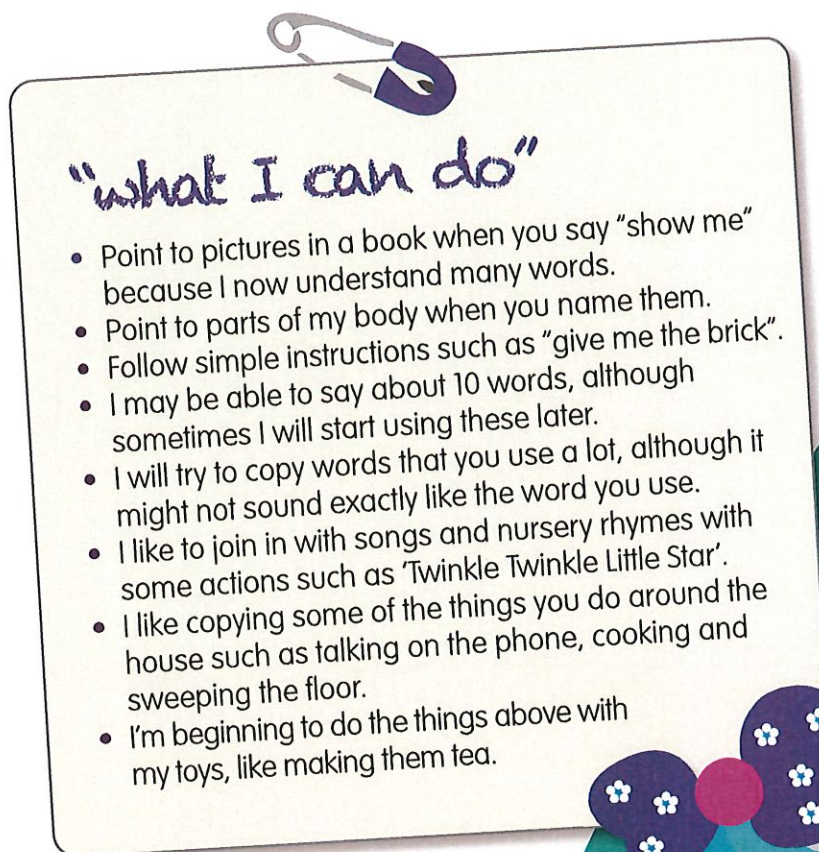 "what I can do"
• Point to pictures in a book when you say "show me"
because I now understand many words.
• Point to parts of my body when you name them.
• Follow simple instructions such as "give me the brick".
• I may be able to say about 10 words, although
sometimes I will start using these later.
• I will try to copy words that you use a lot, although it
might not sound exactly like the word you use.
• I like to join in with songs and nursery rhymes with
some actions such as 'Twinkle Twinkle Little Star'.
• I like copying some of the things you do around the
house such as talking on the phone, cooking and
sweeping the floor.
• I'm beginning to do the things above with
my toys, like making them tea.